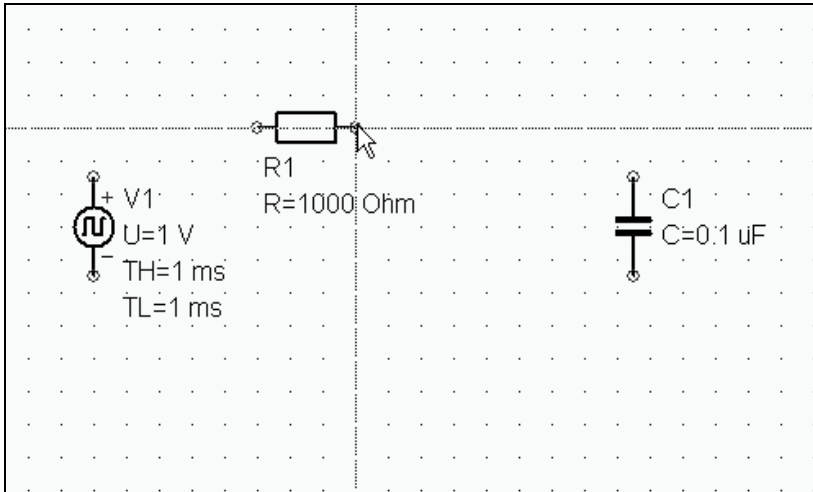 R1
R=1000 Ohm
+ V1
U=1 V
−
TH=1 ms
TL=1 ms
C1
C=0.1 uF